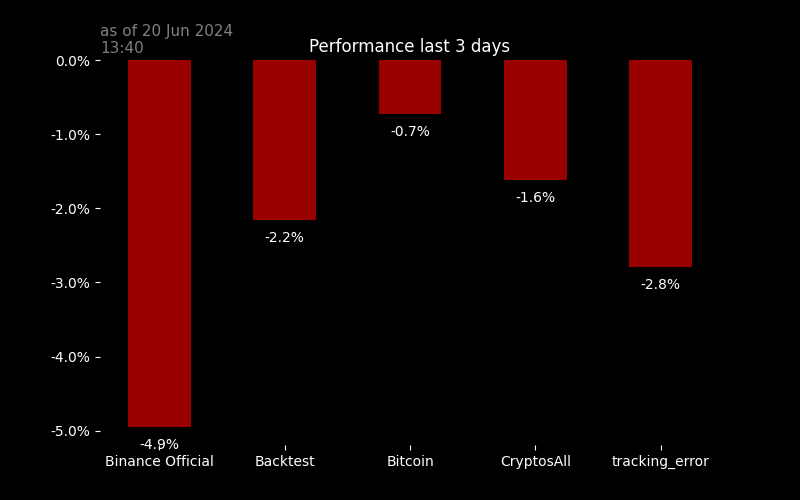 as of 20 Jun 2024
13:40
Performance last 3 days
0.0%
-1.0%
-2.0%
-3.0%
-4.0%
-5.0%
-4.9%
-2.2%
-0.7%
-1.6%
-2.8%
Binance Official
Backtest
Bitcoin
CryptosAll
tracking_error